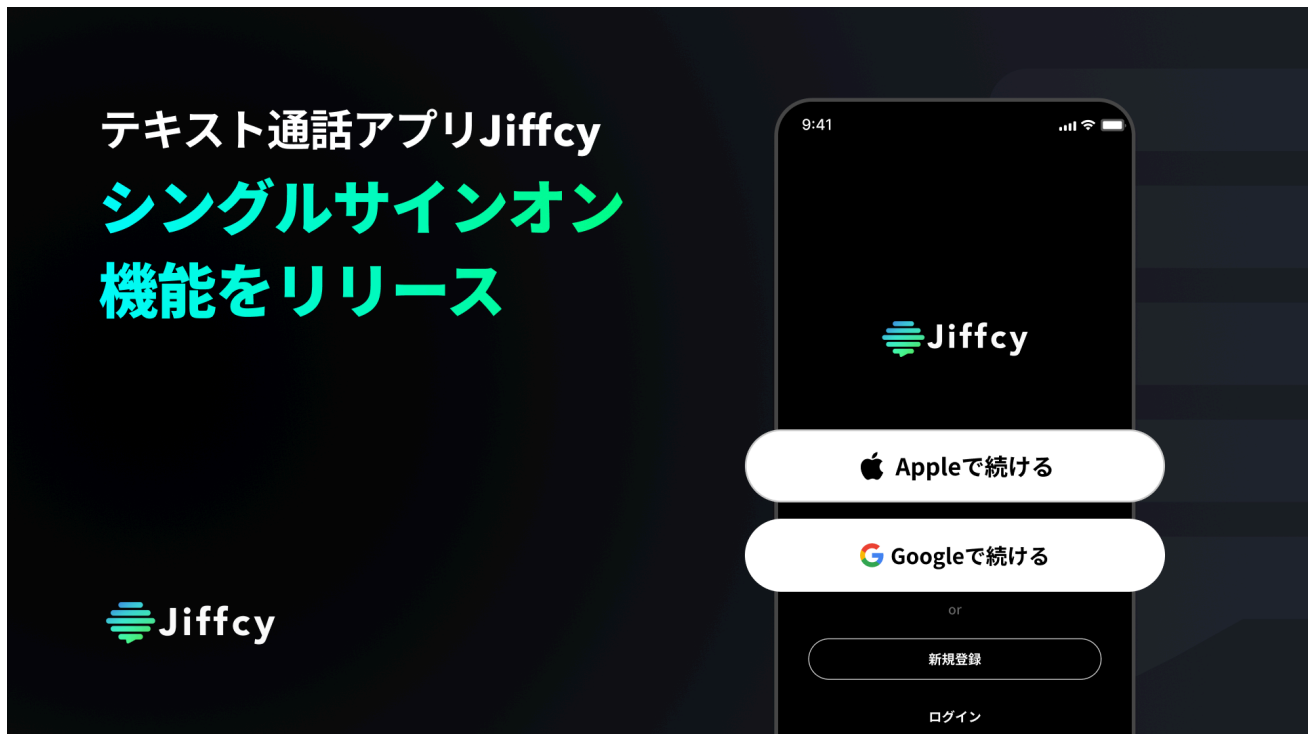 テキスト通話アプリJiffcy
シングルサインオン
機能をリリース
Jiffcy
9:41
Jiffcy
Appleで続ける
Googleで続ける
or
新規登録
ログイン